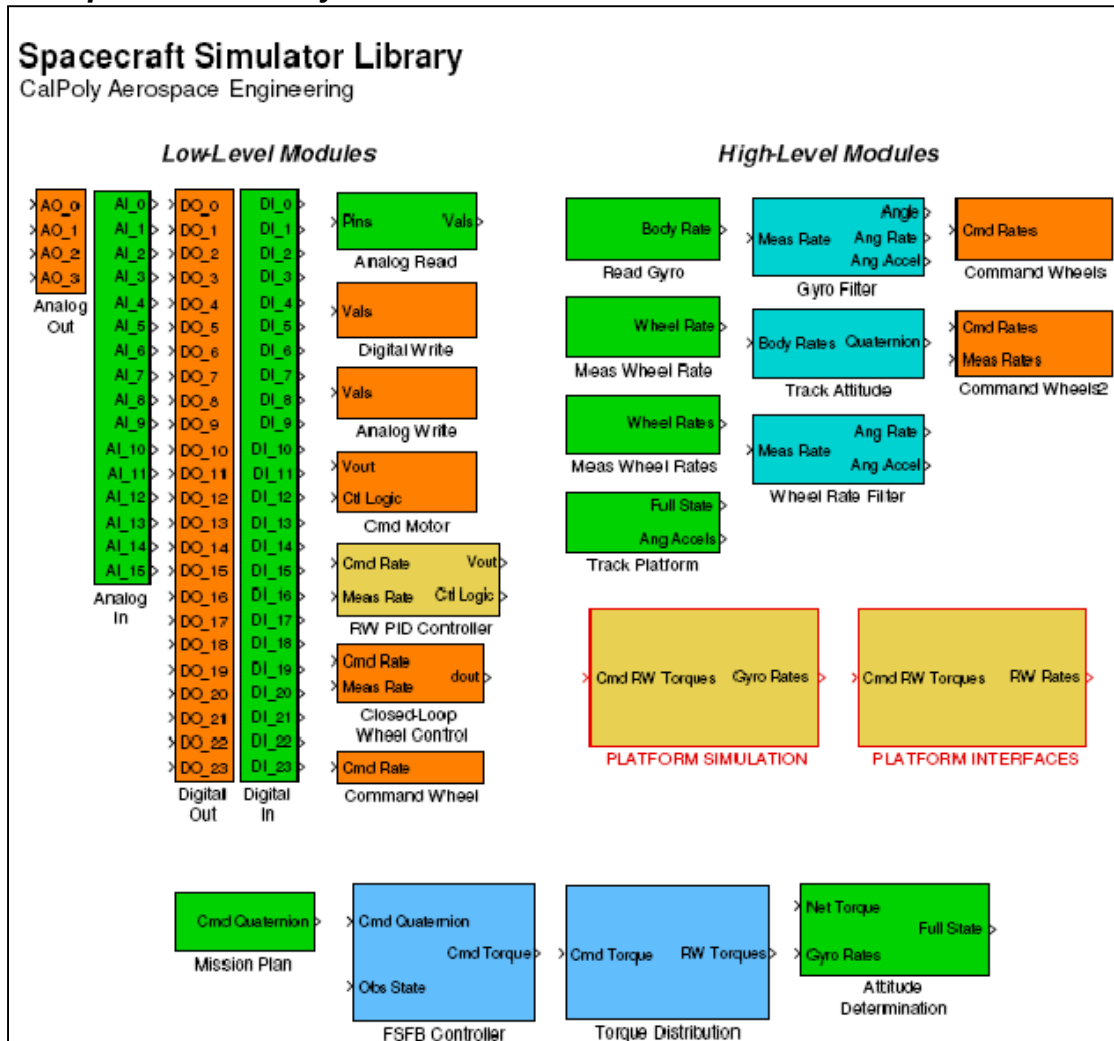 Spacecraft Simulator Library
CalPoly Aerospace Engineering
Low-Level Modules
AO_0
AO_1
AO_2
AO_3
Analog
Out
AI_0
AI_1
AI_2
AI_3
AI_4
AI_5
AI_6
AI_7
AI_8
AI_9
AI_10
AI_11
AI_12
AI_13
AI_14
AI_15
Analog
In
DO_0
DO_1
DO_2
DO_3
DO_4
DO_5
DO_6
DO_7
DO_8
DO_9
DO_10
DO_11
DO_12
DO_13
DO_14
DO_15
DO_16
DO_17
DO_18
DO_19
DO_20
DO_21
DO_22
DO_23
Digital
Out
DI_0
DI_1
DI_2
DI_3
DI_4
DI_5
DI_6
DI_7
DI_8
DI_9
DI_10
DI_11
DI_12
DI_13
DI_14
DI_15
DI_16
DI_17
DI_18
DI_19
DI_20
DI_21
DI_22
DI_23
Digital
In
Pins Vals
Analog Read
Vals
Digital Write
Vals
Analog Write
Vout
Ctl Logic
Cmd Motor
Cmd Rate Vout
Meas Rate Ctl Logic
RW PID Controller
Cmd Rate
dout
Meas Rate
Closed-Loop
Wheel Control
Cmd Rate
Command Wheel
High-Level Modules
Body Rate
Read Gyro
Wheel Rate
Meas Wheel Rate
Wheel Rates
Meas Wheel Rates
Full State
Ang Accels
Track Platform
Angle
Meas Rate Ang Rate
Ang Accel
Gyro Filter
Body Rates Quaternion
Track Attitude
Ang Rate
Meas Rate
Ang Accel
Wheel Rate Filter
Cmd Rates
Command Wheels
Cmd Rates
Meas Rates
Command Wheels2
Cmd RW Torques Gyro Rates
PLATFORM SIMULATION
Cmd RW Torques RW Rates
PLATFORM INTERFACES
Cmd Quaternion
Mission Plan
Cmd Quaternion
Cmd Torque
Obs State
FSFB Controller
Cmd Torque RW Torques
Torque Distribution
Net Torque
Full State
Gyro Rates
Attitude
Determination